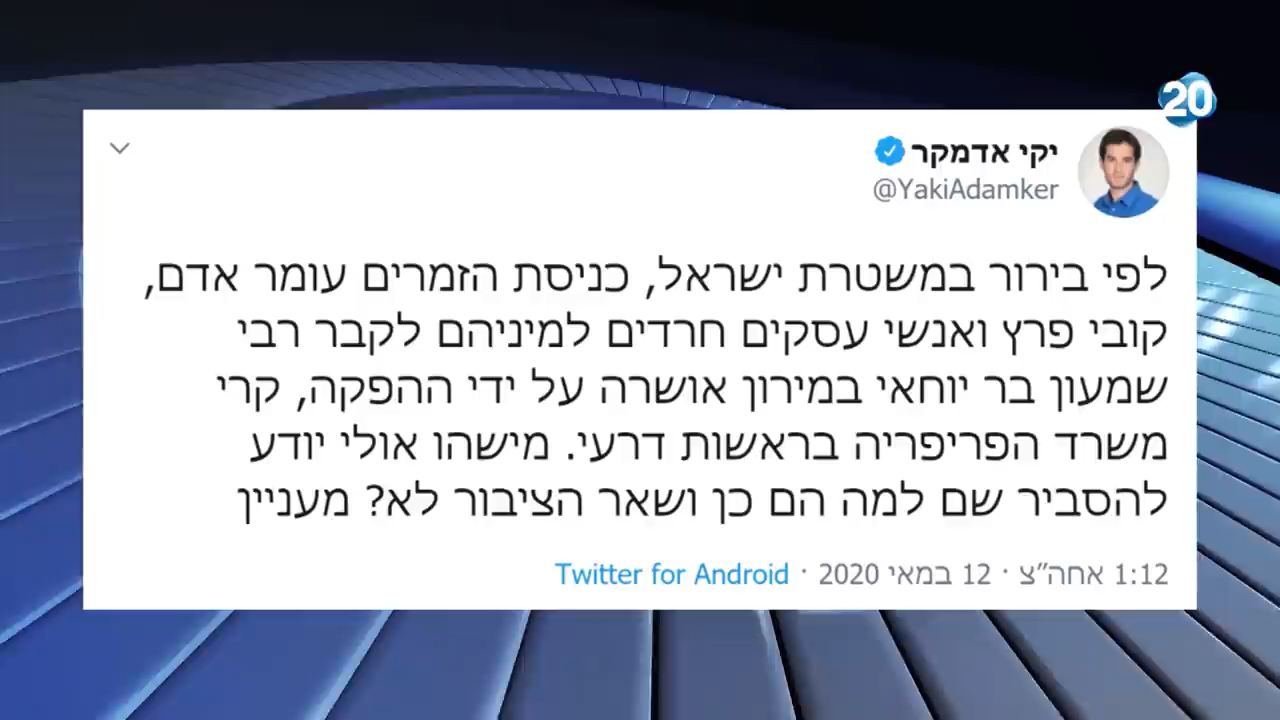 20
יקי אדמקר
@YakiAdamker
לפי בירור במשטרת ישראל, כניסת הזמרים עומר אדם,
קובי פרץ ואנשי עסקים חרדים למיניהם לקבר רבי
שמעון בר יוחאי במירון אושרה על ידי ההפקה, קרי
משרד הפריפריה בראשות דרעי. מישהו אולי יודע
להסביר שם למה הם כן ושאר הציבור לא? מעניין
1:12 אחה״צ · 12 במאי 2020 · Twitter for Android